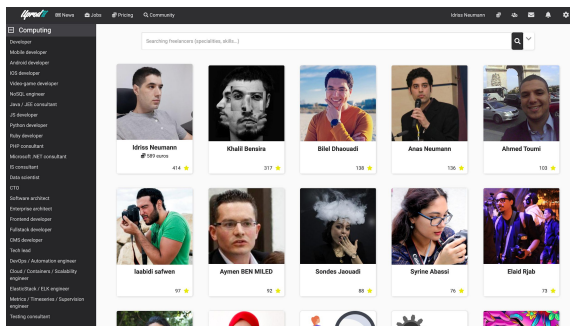 Uprod'it
News
Jobs
Pricing
Community
Idriss Neumann
Computing
Developer
Mobile developer
Android developer
IOS developer
Video-game developer
NoSQL engineer
Java / JEE consultant
JS developer
Python developer
Ruby developer
PHP consultant
Microsoft .NET consultant
IS consultant
Data scientist
CTO
Software architect
Enterprise architect
Frontend developer
Fullstack developer
CMS developer
Tech lead
DevOps / Automation engineer
Cloud / Containers / Scalability
engineer
ElasticStack / ELK engineer
Metrics / Timeseries / Supervision
engineer
Testing consultant
Searching freelancers (specialties, skills...)
Idriss Neumann
589 euros
414
Khalil Bensira
317
Bilel Dhaouadi
138
Anas Neumann
136
Ahmed Toumi
103
laabidi safwen
97
Aymen BEN MILED
92
Sondes Jaouadi
88
Syrine Abassi
76
Elaid Rjab
73